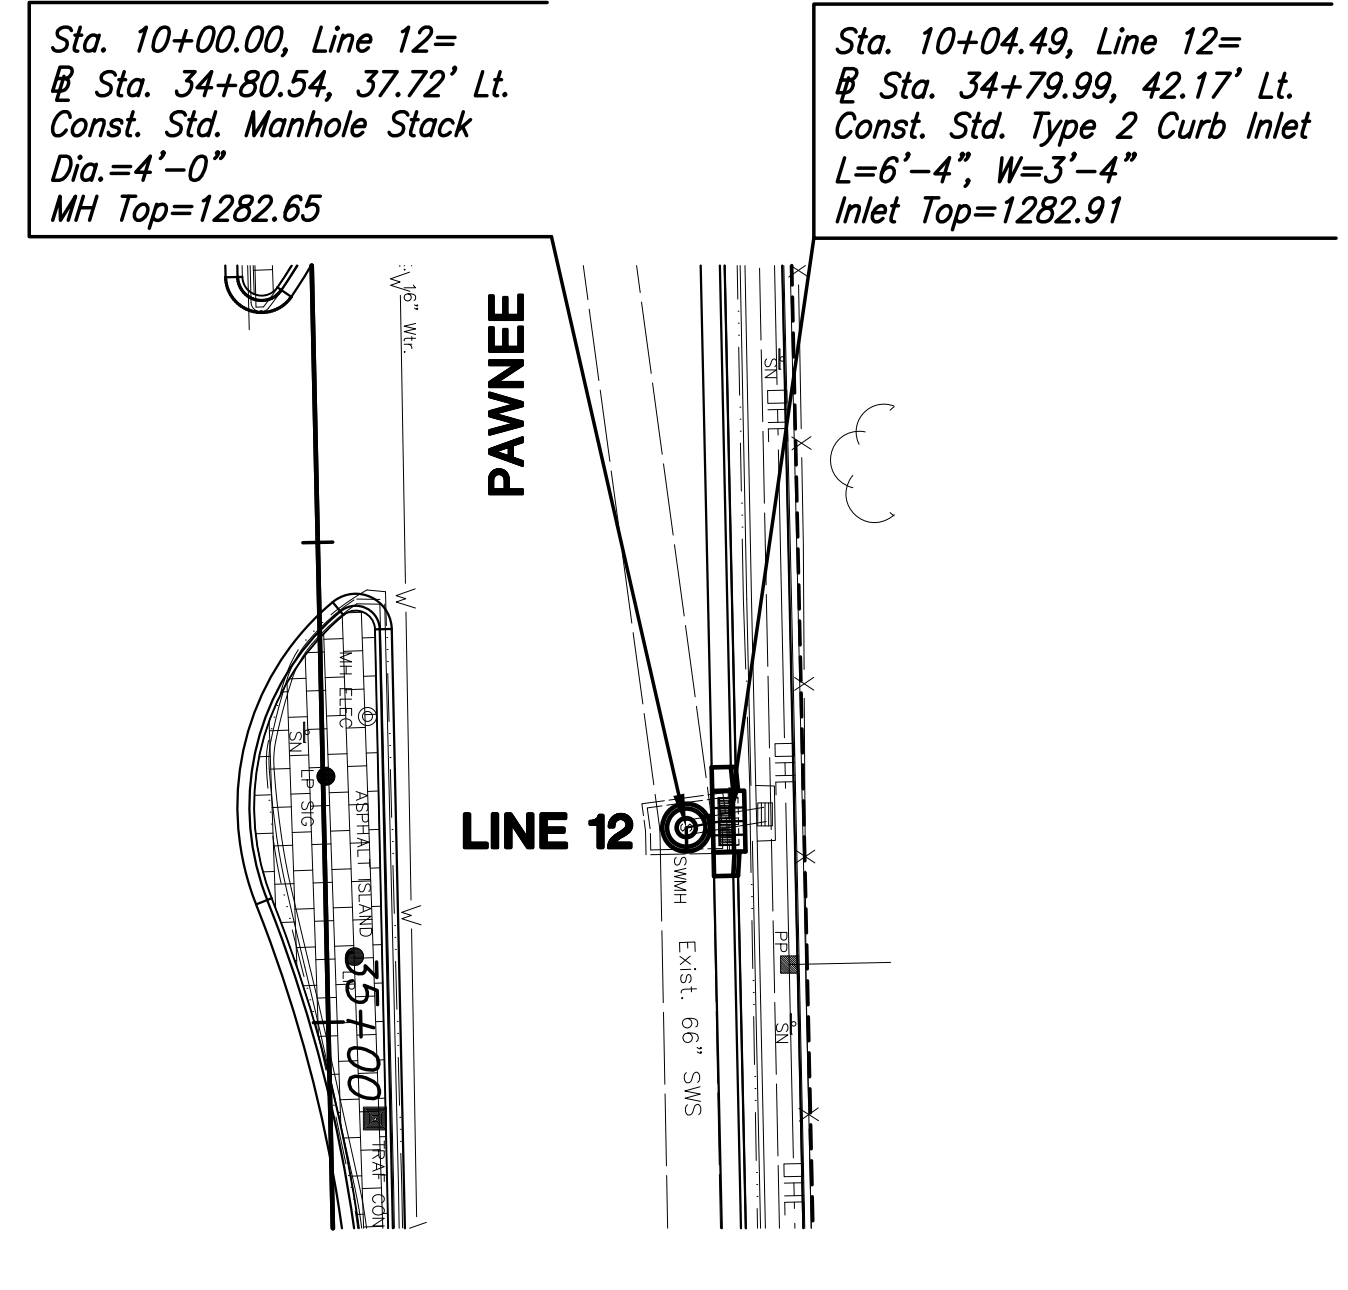 Sta. 10+00.00, Line 12=
℄ Sta. 34+80.54, 37.72' Lt.
Const. Std. Manhole Stack
Dia.=4'-0"
MH Top=1282.65
Sta. 10+04.49, Line 12=
℄ Sta. 34+79.99, 42.17' Lt.
Const. Std. Type 2 Curb Inlet
L=6'-4", W=3'-4"
Inlet Top=1282.91
W
16" Wtr.
PAWNEE
SN
UHL
X
X
W
MH ELEC
SN
LP SIG
ASPHALT ISLAND
X
UHL
LINE 12
SWMH
X
W
Exist. 66" SWS
PP
35+00
SN
X
TRAF CON
UHL